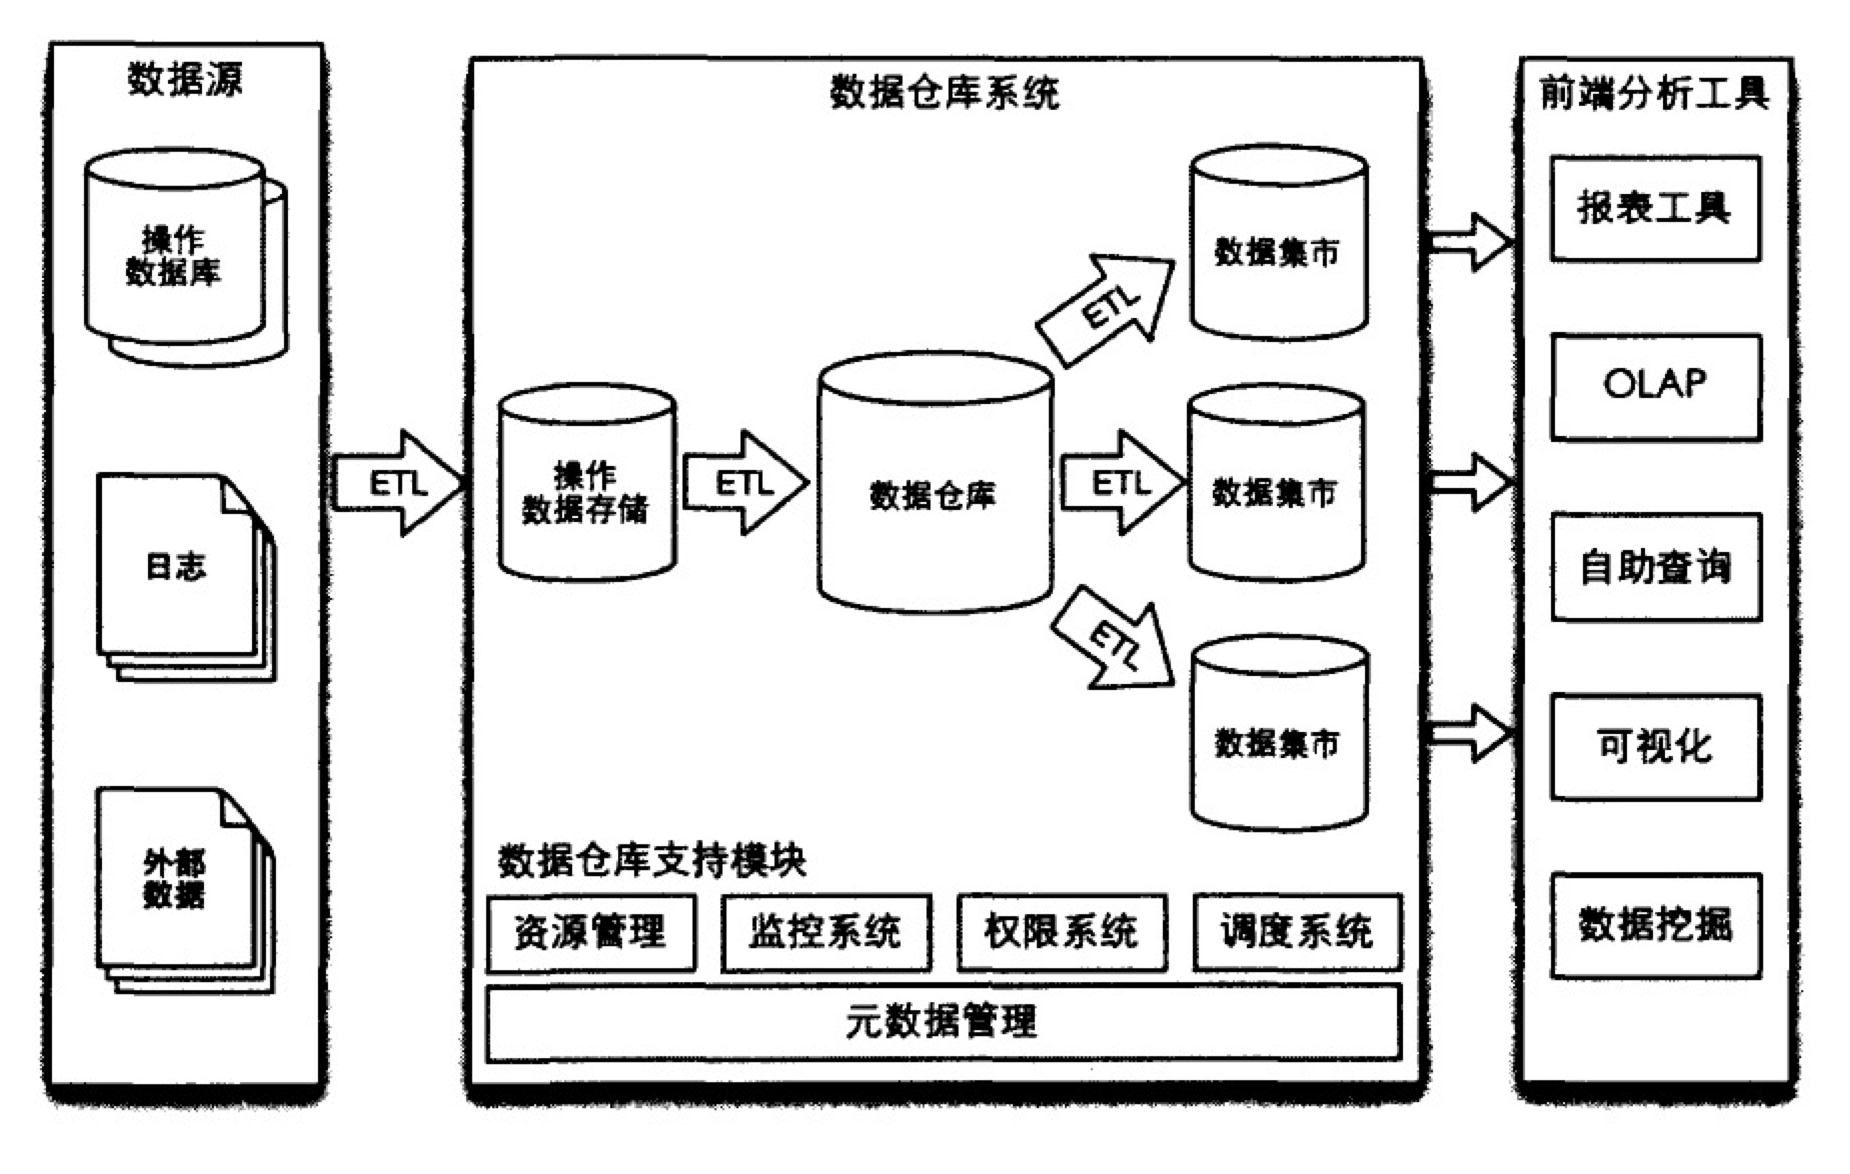 数据源
操作
数据库
日志
外部
数据
ETL
数据仓库系统
操作
数据存储
ETL
数据仓库
ETL
ETL
ETL
数据集市
数据集市
数据集市
数据仓库支持模块
资源管理
监控系统
权限系统
调度系统
元数据管理
前端分析工具
报表工具
OLAP
自助查询
可视化
数据挖掘